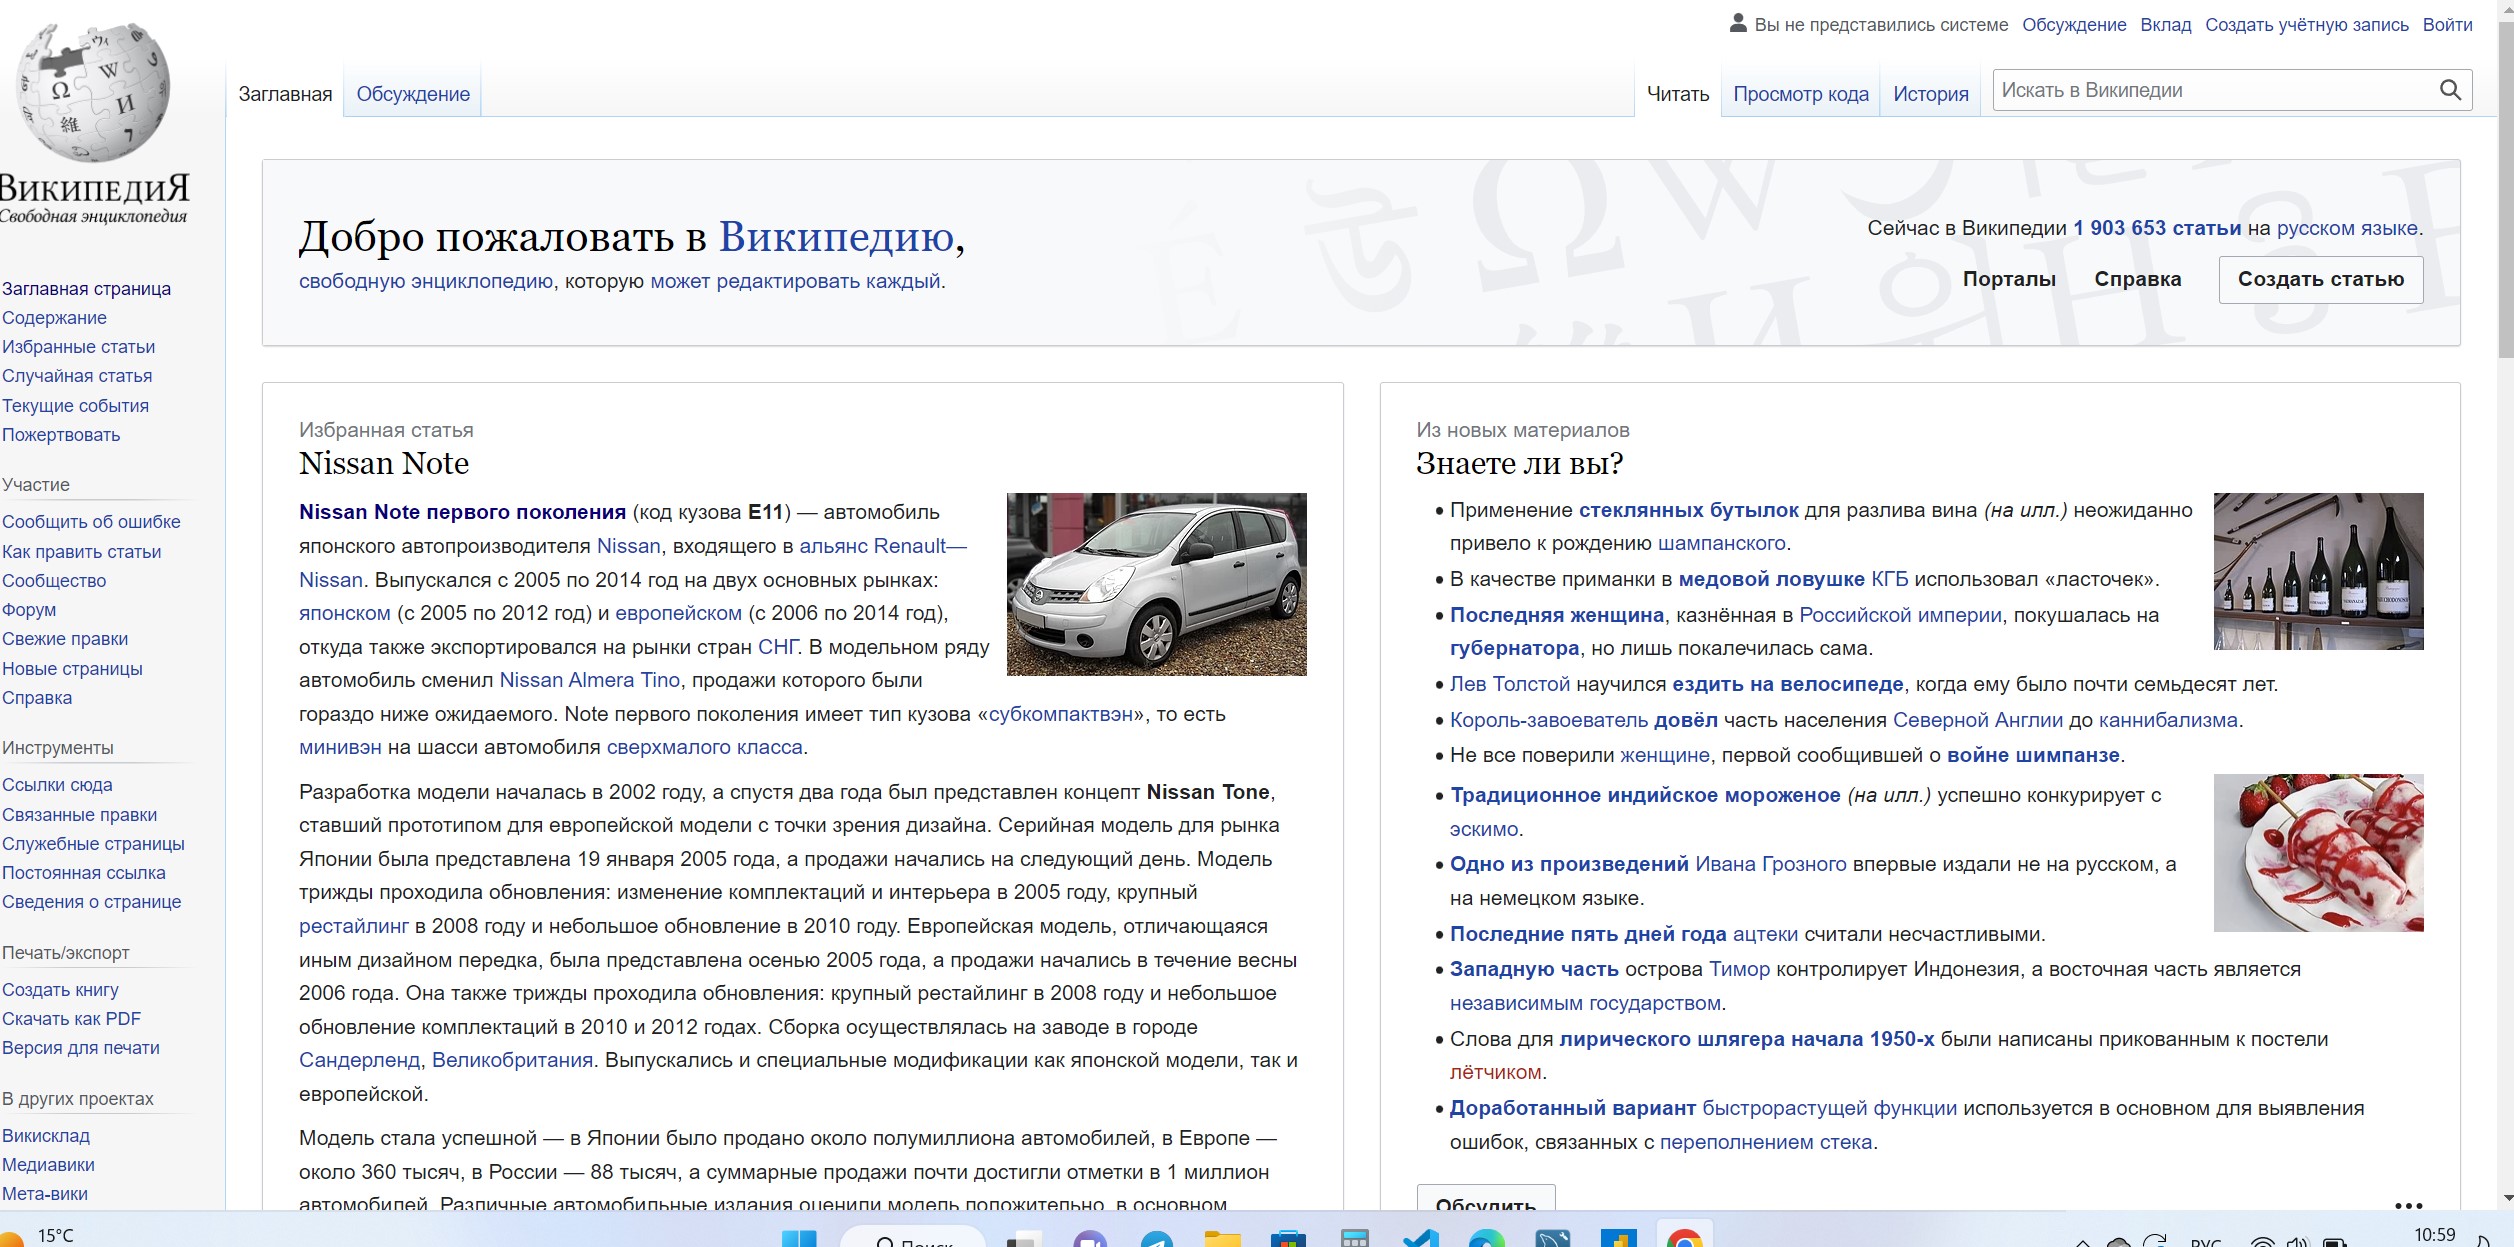 Вы не представились системе Обсуждение Вклад Создать учётную запись Войти
ВикипедиЯ
Свободная энциклопедия
Заглавная Обсуждение
Читать Просмотр кода История Искать в Википедии
Заглавная страница
Содержание
Избранные статьи
Случайная статья
Текущие события
Пожертвовать
Участие
Сообщить об ошибке
Как править статьи
Сообщество
Форум
Свежие правки
Новые страницы
Справка
Инструменты
Ссылки сюда
Связанные правки
Служебные страницы
Постоянная ссылка
Сведения о странице
Печать/экспорт
Создать книгу
Скачать как PDF
Версия для печати
В других проектах
Викисклад
Медиавики
Мета-вики
Добро пожаловать в Википедию,
свободную энциклопедию, которую может редактировать каждый.
Сейчас в Википедии 1 903 653 статьи на русском языке.
Порталы Справка Создать статью
Избранная статья
Nissan Note
Nissan Note первого поколения (код кузова E11) — автомобиль
японского автопроизводителя Nissan, входящего в альянс Renault—
Nissan. Выпускался с 2005 по 2014 год на двух основных рынках:
японском (с 2005 по 2012 год) и европейском (с 2006 по 2014 год),
откуда также экспортировался на рынки стран СНГ. В модельном ряду
автомобиль сменил Nissan Almera Tino, продажи которого были
гораздо ниже ожидаемого. Note первого поколения имеет тип кузова «субкомпактвэн», то есть
минивэн на шасси автомобиля сверхмалого класса.
Разработка модели началась в 2002 году, а спустя два года был представлен концепт Nissan Tone,
ставший прототипом для европейской модели с точки зрения дизайна. Серийная модель для рынка
Японии была представлена 19 января 2005 года, а продажи начались на следующий день. Модель
трижды проходила обновления: изменение комплектаций и интерьера в 2005 году, крупный
рестайлинг в 2008 году и небольшое обновление в 2010 году. Европейская модель, отличающаяся
иным дизайном передка, была представлена осенью 2005 года, а продажи начались в течение весны
2006 года. Она также трижды проходила обновления: крупный рестайлинг в 2008 году и небольшое
обновление комплектаций в 2010 и 2012 годах. Сборка осуществлялась на заводе в городе
Сандерленд, Великобритания. Выпускались и специальные модификации как японской модели, так и
европейской.
Модель стала успешной — в Японии было продано около полумиллиона автомобилей, в Европе —
около 360 тысяч, в России — 88 тысяч, а суммарные продажи почти достигли отметки в 1 миллион
автомобилей. Различные автомобильные издания оценили модель положительно, в основном
Из новых материалов
Знаете ли вы?
Применение стеклянных бутылок для разлива вина (на илл.) неожиданно
привело к рождению шампанского.
В качестве приманки в медовой ловушке КГБ использовал «ласточек».
Последняя женщина, казнённая в Российской империи, покушалась на
губернатора, но лишь покалечилась сама.
Лев Толстой научился ездить на велосипеде, когда ему было почти семьдесят лет.
Король-завоеватель довёл часть населения Северной Англии до каннибализма.
Не все поверили женщине, первой сообщившей о войне шимпанзе.
Традиционное индийское мороженое (на илл.) успешно конкурирует с
эскимо.
Одно из произведений Ивана Грозного впервые издали не на русском, а
на немецком языке.
Последние пять дней года ацтеки считали несчастливыми.
Западную часть острова Тимор контролирует Индонезия, а восточная часть является
независимым государством.
Слова для лирического шлягера начала 1950-х были написаны прикованным к постели
лётчиком.
Доработанный вариант быстрорастущей функции используется в основном для выявления
ошибок, связанных с переполнением стека.
Обсудить
15°C
Поиск
РУС
10:59